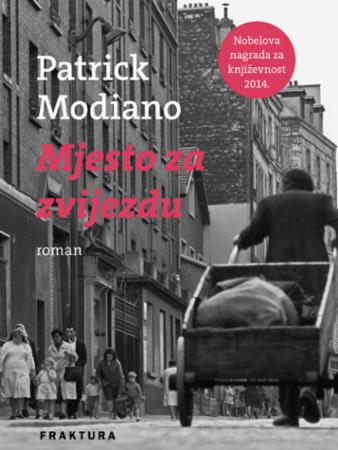 Patrick
Modiano
Mjesto za
zvijezdu
roman
Nobelova
nagrada za
književnost
2014.
FRAKTURA